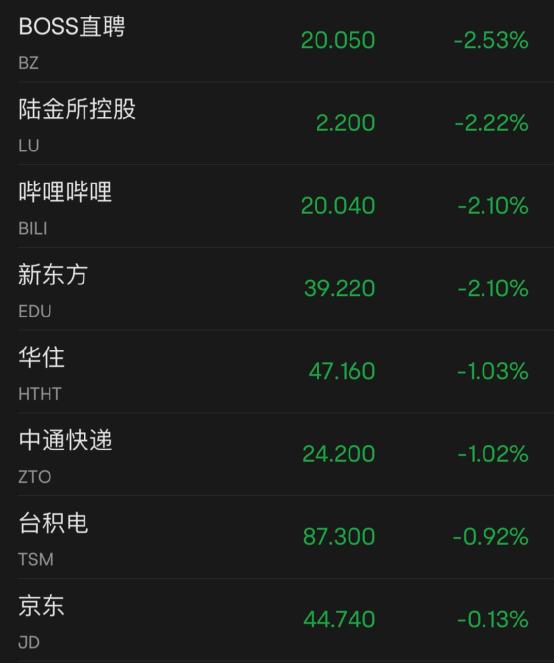 BOSS直聘 20.050 -2.53%
BZ
陆金所控股 2.200 -2.22%
LU
哔哩哔哩 20.040 -2.10%
BILI
新东方 39.220 -2.10%
EDU
华住 47.160 -1.03%
HTHT
中通快递 24.200 -1.02%
ZTO
台积电 87.300 -0.92%
TSM
京东 44.740 -0.13%
JD